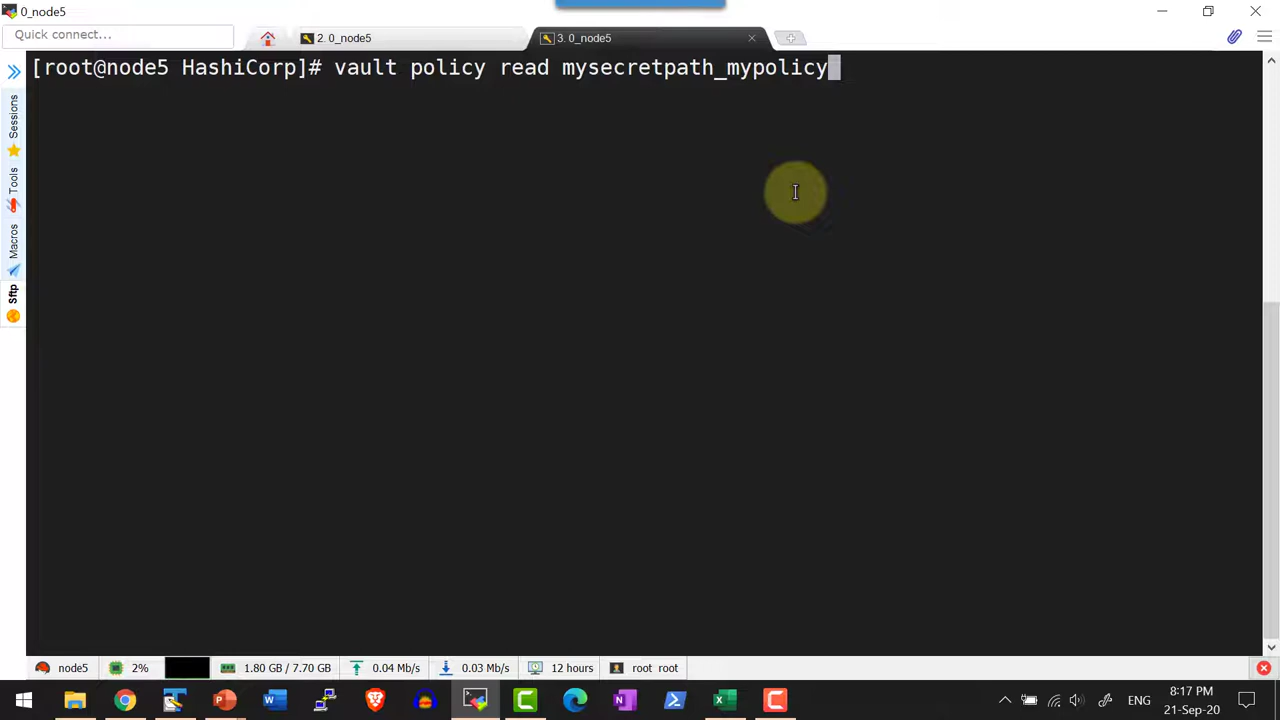 0_node5
Quick connect...
2. 0_node5
3. 0_node5
[root@node5 HashiCorp]# vault policy read mysecretpath_mypolicy
Sessions
Tools
Macros
Sftp
node5
2%
1.80 GB / 7.70 GB
0.04 Mb/s
0.03 Mb/s
12 hours
root root
ENG
8:17 PM
21-Sep-20